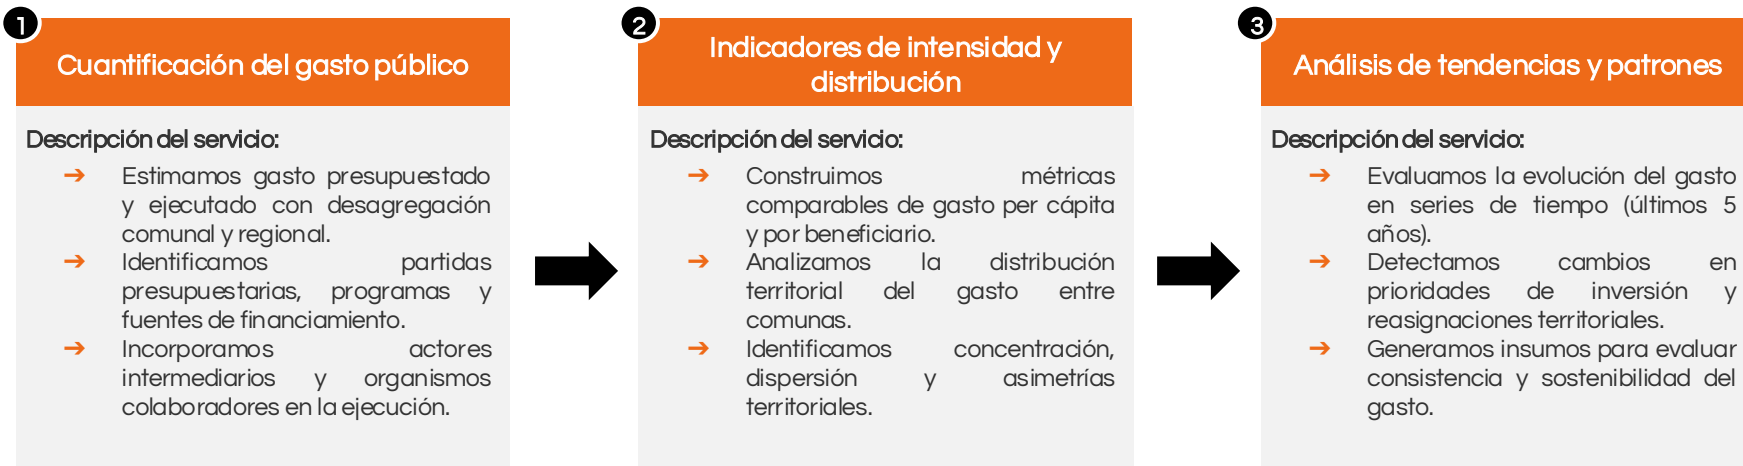 1
Cuantificación del gasto público
Descripción del servicio:
➔ Estimamos gasto presupuestado
y ejecutado con desagregación
comunal y regional.
➔ Identificamos partidas
presupuestarias, programas y
fuentes de financiamiento.
➔ Incorporamos actores
intermediarios y organismos
colaboradores en la ejecución.
2
Indicadores de intensidad y
distribución
Descripción del servicio:
➔ Construimos métricas
comparables de gasto per cápita
y por beneficiario.
➔ Analizamos la distribución
territorial del gasto entre
comunas.
➔ Identificamos concentración,
dispersión y asimetrías
territoriales.
3
Análisis de tendencias y patrones
Descripción del servicio:
➔ Evaluamos la evolución del gasto
en series de tiempo (últimos 5
años).
➔ Detectamos cambios en
prioridades de inversión y
reasignaciones territoriales.
➔ Generamos insumos para evaluar
consistencia y sostenibilidad del
gasto.